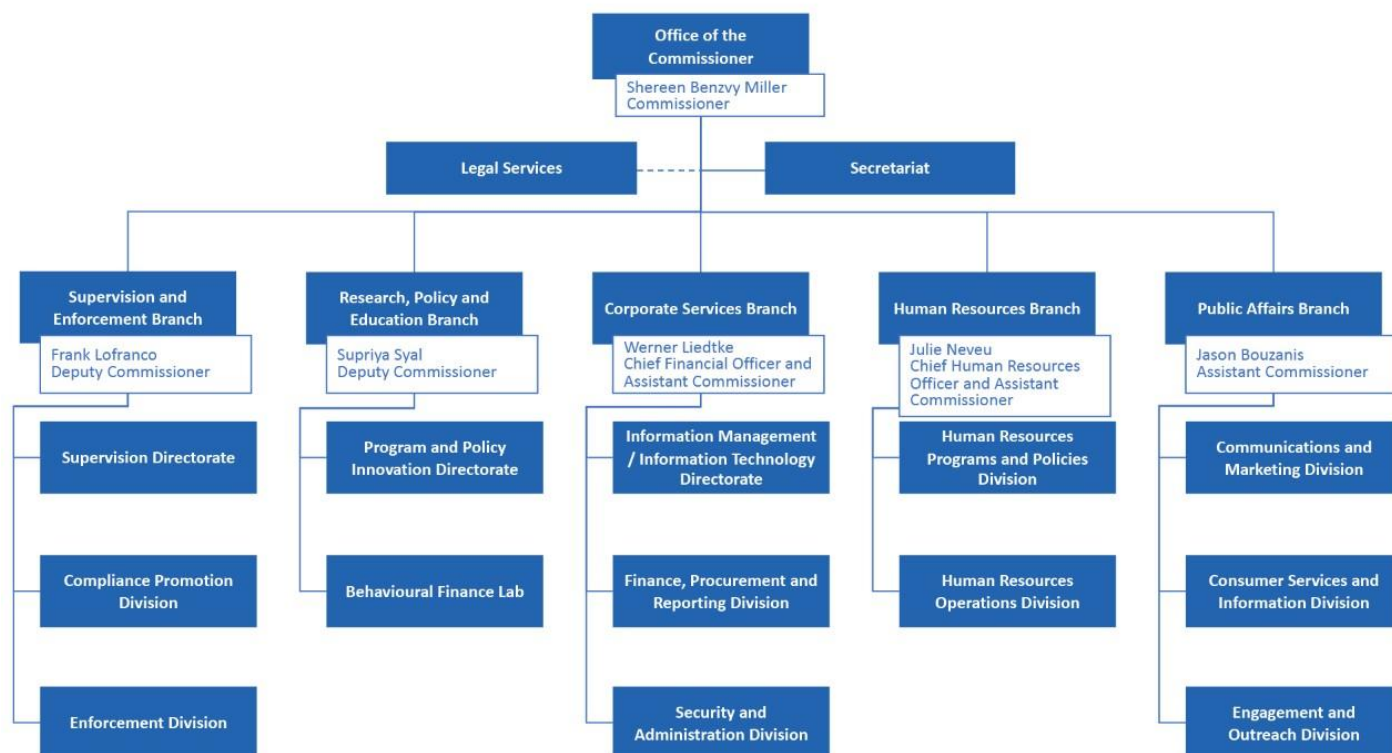 Office of the
Commissioner
Shereen Benzvy Miller
Commissioner
Legal Services
Secretariat
Supervision and
Enforcement Branch
Frank Lofranco
Deputy Commissioner
Research, Policy and
Education Branch
Supriya Syal
Deputy Commissioner
Corporate Services Branch
Werner Liedtke
Chief Financial Officer and
Assistant Commissioner
Human Resources Branch
Julie Neveu
Chief Human Resources
Officer and Assistant
Commissioner
Public Affairs Branch
Jason Bouzanis
Assistant Commissioner
Supervision Directorate
Program and Policy
Innovation Directorate
Information Management
/ Information Technology
Directorate
Human Resources
Programs and Policies
Division
Communications and
Marketing Division
Compliance Promotion
Division
Behavioural Finance Lab
Finance, Procurement and
Reporting Division
Human Resources
Operations Division
Consumer Services and
Information Division
Enforcement Division
Security and
Administration Division
Engagement and
Outreach Division